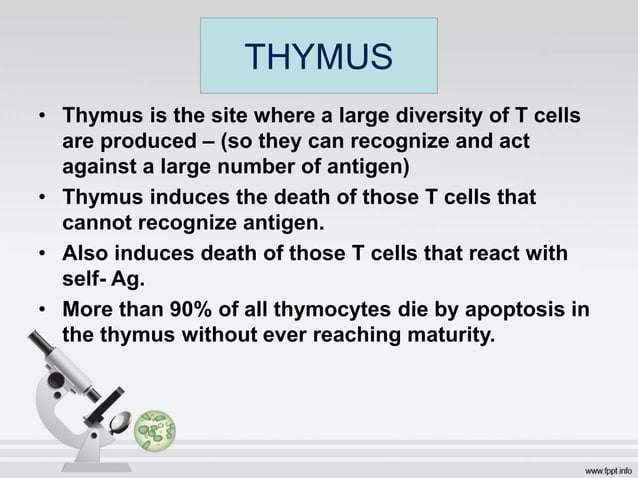 THYMUS
• Thymus is the site where a large diversity of T cells
are produced – (so they can recognize and act
against a large number of antigen)
• Thymus induces the death of those T cells that
cannot recognize antigen.
• Also induces death of those T cells that react with
self- Ag.
• More than 90% of all thymocytes die by apoptosis in
the thymus without ever reaching maturity.
www.fppt.info